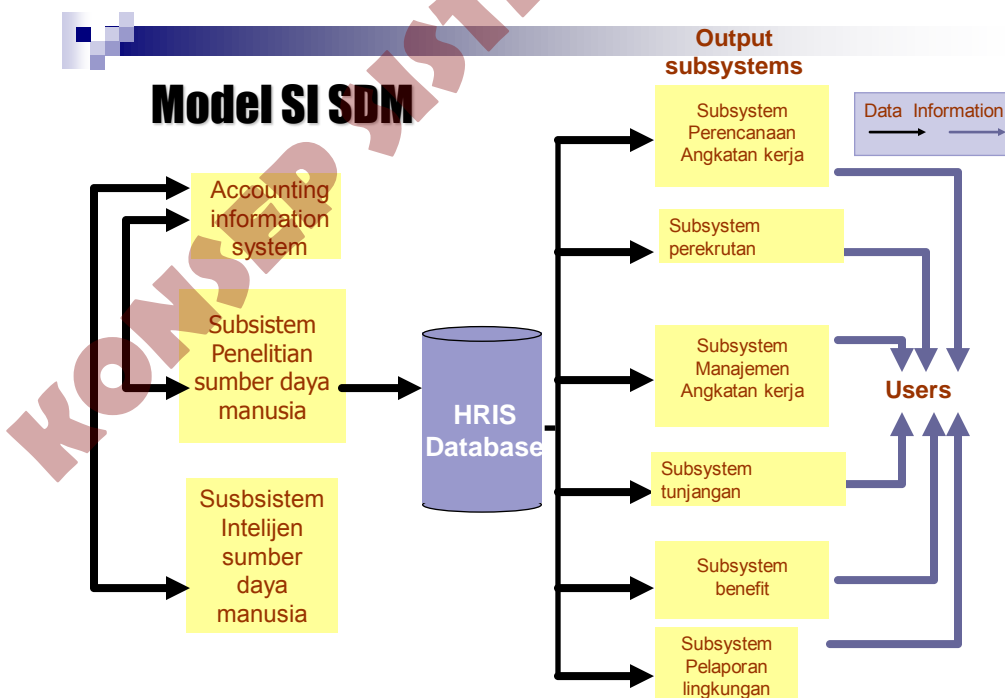 Model SI SDM
Accounting
information
system
Subsistem
Penelitian
sumber daya
manusia
Susbsistem
Intelijen
sumber
daya
manusia
HRIS
Database
Output
subsystems
Subsystem
Perencanaan
Angkatan kerja
Subsystem
perekrutan
Subsystem
Manajemen
Angkatan kerja
Subsystem
tunjangan
Subsystem
benefit
Subsystem
Pelaporan
lingkungan
Data Information
Users
KONSEP